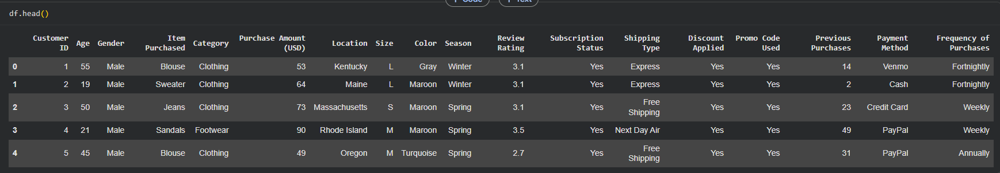 + Code + Text
df.head()
Customer ID Age Gender Item Purchased Category Purchase Amount (USD) Location Size Color Season Review Rating Subscription Status Shipping Type Discount Applied Promo Code Used Previous Purchases Payment Method Frequency of Purchases
0 1 55 Male Blouse Clothing 53 Kentucky L Gray Winter 3.1 Yes Express Yes Yes 14 Venmo Fortnightly
1 2 19 Male Sweater Clothing 64 Maine L Maroon Winter 3.1 Yes Express Yes Yes 2 Cash Fortnightly
2 3 50 Male Jeans Clothing 73 Massachusetts S Maroon Spring 3.1 Yes Free Shipping Yes Yes 23 Credit Card Weekly
3 4 21 Male Sandals Footwear 90 Rhode Island M Maroon Spring 3.5 Yes Next Day Air Yes Yes 49 PayPal Weekly
4 5 45 Male Blouse Clothing 49 Oregon M Turquoise Spring 2.7 Yes Free Shipping Yes Yes 31 PayPal Annually